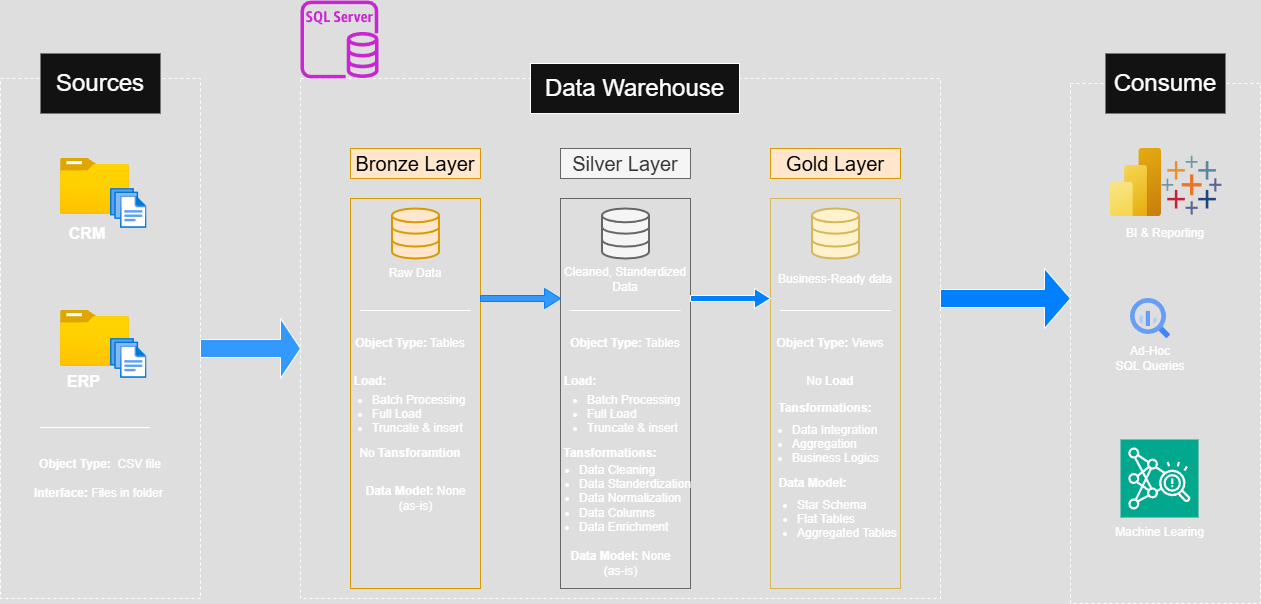 SQL Server
Sources
Data Warehouse
Consume
CRM
ERP
Object Type: CSV file
Interface: Files in folder
Bronze Layer
Raw Data
Object Type: Tables
Load:
Batch Processing
Full Load
Truncate & insert
No Tansforamtion
Data Model: None
(as-is)
Silver Layer
Cleaned, Standerdized
Data
Object Type: Tables
Load:
Batch Processing
Full Load
Truncate & insert
Tansformations:
Data Cleaning
Data Standerdization
Data Normalization
Data Columns
Data Enrichment
Data Model: None
(as-is)
Gold Layer
Business-Ready data
Object Type: Views
No Load
Tansformations:
Data Integration
Aggregation
Business Logics
Data Model:
Star Schema
Flat Tables
Aggregated Tables
BI & Reporting
Ad-Hoc
SQL Queries
Machine Learing